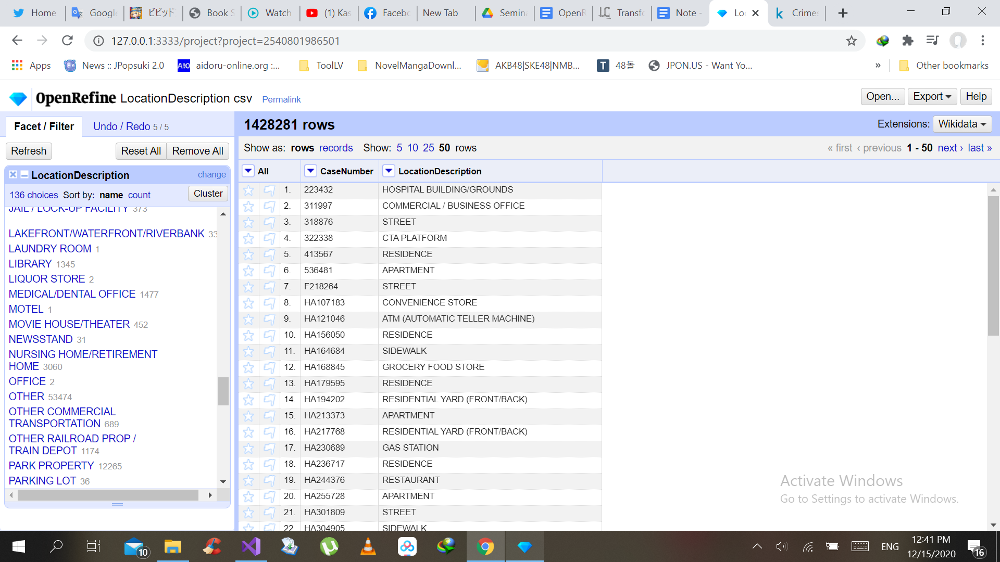 Home
Google
ビビッド
Book S
Watch
(1) Kas
Facebo
New Tab
Semina
OpenR
Transfo
Note -
Lo
Crimes
127.0.0.1:3333/project?project=2540801986501
Apps
News :: JPopsuki 2.0
A!O
aidoru-online.org :...
ToolLV
NovelMangaDownl...
AKB48|SKE48|NMB...
T
48돌
JPON.US - Want Yo...
»
Other bookmarks
OpenRefine LocationDescription csv Permalink
Open... Export Help
Facet / Filter Undo / Redo 5 / 5
1428281 rows
Extensions: Wikidata
Refresh Reset All Remove All
Show as: rows records Show: 5 10 25 50 rows
« first ‹ previous 1 - 50 next › last »
LocationDescription change
136 choices Sort by: name count Cluster
JAIL / LOCK-UP FACILITY 373
LAKEFRONT/WATERFRONT/RIVERBANK 33
LAUNDRY ROOM 1
LIBRARY 1345
LIQUOR STORE 2
MEDICAL/DENTAL OFFICE 1477
MOTEL 1
MOVIE HOUSE/THEATER 452
NEWSSTAND 31
NURSING HOME/RETIREMENT
HOME 3060
OFFICE 2
OTHER 53474
OTHER COMMERCIAL
TRANSPORTATION 689
OTHER RAILROAD PROP /
TRAIN DEPOT 1174
PARK PROPERTY 12265
PARKING LOT 36
All CaseNumber LocationDescription
1. 223432 HOSPITAL BUILDING/GROUNDS
2. 311997 COMMERCIAL / BUSINESS OFFICE
3. 318876 STREET
4. 322338 CTA PLATFORM
5. 413567 RESIDENCE
6. 536481 APARTMENT
7. F218264 STREET
8. HA107183 CONVENIENCE STORE
9. HA121046 ATM (AUTOMATIC TELLER MACHINE)
10. HA156050 RESIDENCE
11. HA164684 SIDEWALK
12. HA168845 GROCERY FOOD STORE
13. HA179595 RESIDENCE
14. HA194202 RESIDENTIAL YARD (FRONT/BACK)
15. HA213373 APARTMENT
16. HA217768 RESIDENTIAL YARD (FRONT/BACK)
17. HA230689 GAS STATION
18. HA236717 RESIDENCE
19. HA244376 RESTAURANT
20. HA255728 APARTMENT
21. HA301809 STREET
22. HA304905 SIDEWALK
Activate Windows
Go to Settings to activate Windows.
10
ENG
12:41 PM
12/15/2020
16